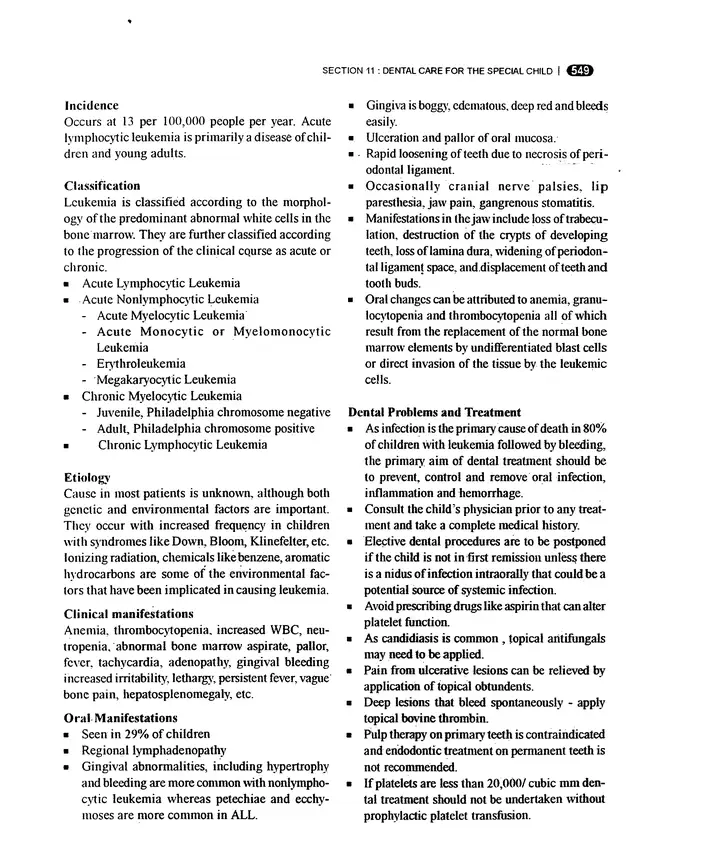 SECTION 11 : DENTAL CARE FOR THE SPECIAL CHILD | 549
Incidence
Occurs at 13 per 100,000 people per year. Acute
lymphocytic leukemia is primarily a disease of chil-
dren and young adults.
Classification
Leukemia is classified according to the morphol-
ogy of the predominant abnormal white cells in the
bone marrow. They are further classified according
to the progression of the clinical course as acute or
chronic.
■ Acute Lymphocytic Leukemia
■ Acute Nonlymphocytic Leukemia
- Acute Myelocytic Leukemia
- Acute Monocytic or Myelomonocytic
Leukemia
- Erythroleukemia
- Megakaryocytic Leukemia
■ Chronic Myelocytic Leukemia
- Juvenile, Philadelphia chromosome negative
- Adult, Philadelphia chromosome positive
■ Chronic Lymphocytic Leukemia
Etiology
Cause in most patients is unknown, although both
genetic and environmental factors are important.
They occur with increased frequency in children
with syndromes like Down, Bloom, Klinefelter, etc.
Ionizing radiation, chemicals like benzene, aromatic
hydrocarbons are some of the environmental fac-
tors that have been implicated in causing leukemia.
Clinical manifestations
Anemia, thrombocytopenia, increased WBC, neu-
tropenia, abnormal bone marrow aspirate, pallor,
fever, tachycardia, adenopathy, gingival bleeding
increased irritability, lethargy, persistent fever, vague
bone pain, hepatosplenomegaly, etc.
Oral Manifestations
■ Seen in 29% of children
■ Regional lymphadenopathy
■ Gingival abnormalities, including hypertrophy
and bleeding are more common with nonlympho-
cytic leukemia whereas petechiae and ecchy-
moses are more common in ALL.
■ Gingiva is boggy, edematous, deep red and bleeds
easily.
■ Ulceration and pallor of oral mucosa.
■ Rapid loosening of teeth due to necrosis of peri-
odontal ligament.
■ Occasionally cranial nerve palsies, lip
paresthesia, jaw pain, gangrenous stomatitis.
■ Manifestations in the jaw include loss of trabecu-
lation, destruction of the crypts of developing
teeth, loss of lamina dura, widening of periodon-
tal ligament space, and displacement of teeth and
tooth buds.
■ Oral changes can be attributed to anemia, granu-
locytopenia and thrombocytopenia all of which
result from the replacement of the normal bone
marrow elements by undifferentiated blast cells
or direct invasion of the tissue by the leukemic
cells.
Dental Problems and Treatment
■ As infection is the primary cause of death in 80%
of children with leukemia followed by bleeding,
the primary aim of dental treatment should be
to prevent, control and remove oral infection,
inflammation and hemorrhage.
■ Consult the child's physician prior to any treat-
ment and take a complete medical history.
■ Elective dental procedures are to be postponed
if the child is not in first remission unless there
is a nidus of infection intraorally that could be a
potential source of systemic infection.
■ Avoid prescribing drugs like aspirin that can alter
platelet function.
■ As candidiasis is common , topical antifungals
may need to be applied.
■ Pain from ulcerative lesions can be relieved by
application of topical obtundents.
■ Deep lesions that bleed spontaneously - apply
topical bovine thrombin.
■ Pulp therapy on primary teeth is contraindicated
and endodontic treatment on permanent teeth is
not recommended.
■ If platelets are less than 20,000/ cubic mm den-
tal treatment should not be undertaken without
prophylactic platelet transfusion.